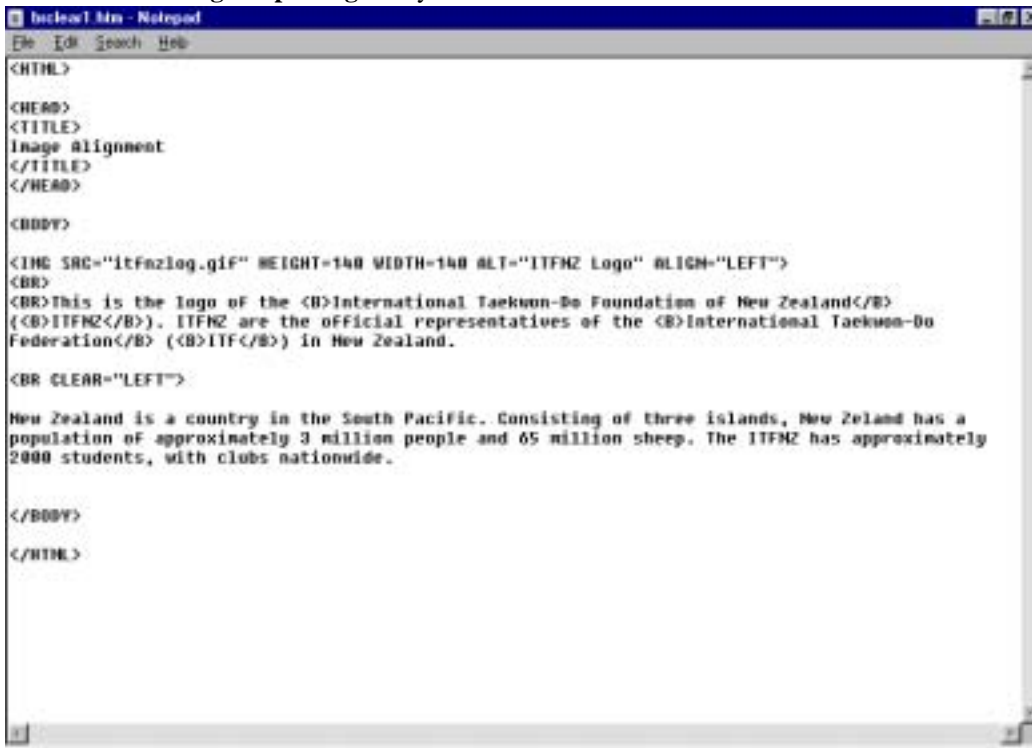 brclear1.htm - Notepad
File Edit Search Help
<HTML>
<HEAD>
<TITLE>
Image Alignment
</TITLE>
</HEAD>
<BODY>
<IMG SRC="itfnzlog.gif" HEIGHT=140 WIDTH=140 ALT="ITFNZ Logo" ALIGN="LEFT">
<BR>
<BR>This is the logo of the <B>International Taekwon-Do Foundation of New Zealand</B>
(<B>ITFNZ</B>). ITFNZ are the official representatives of the <B>International Taekwon-Do
Federation</B> (<B>ITF</B>) in New Zealand.
<BR CLEAR="LEFT">
New Zealand is a country in the South Pacific. Consisting of three islands, New Zeland has a
population of approximately 3 million people and 65 million sheep. The ITFNZ has approximately
2000 students, with clubs nationwide.
</BODY>
</HTML>